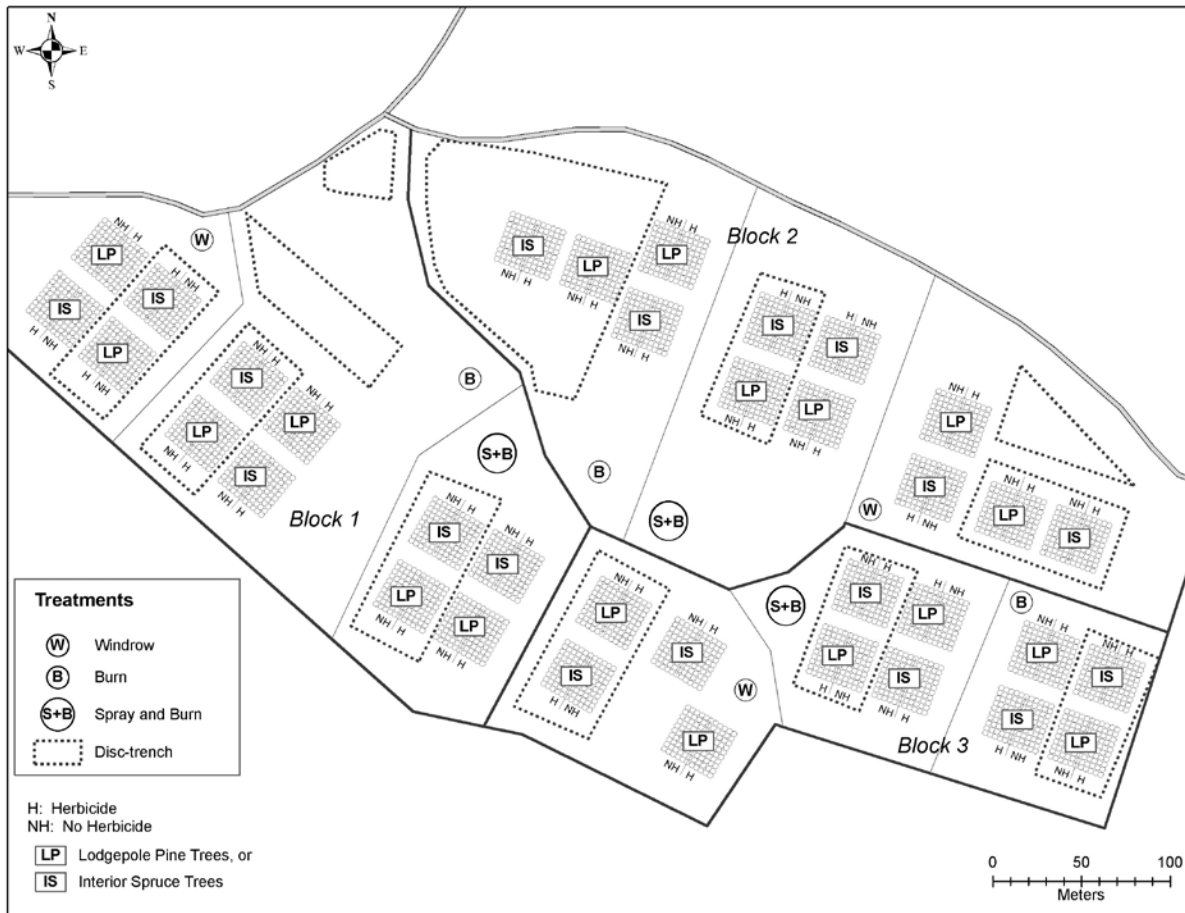 N
W E
S
W
NH H
LP
H NH
IS
IS
H NH
LP
H NH
Block 1
B
NH H
IS
NH H
LP
LP
NH H
IS
NH H
S+B
NH H
IS
NH H
IS
LP
NH H
LP
NH H
Block 2
B
IS
NH H
LP
NH H
NH H
LP
IS
NH H
S+B
H NH
IS
H NH
IS
LP
NH H
LP
NH H
W
NH H
LP
IS
H NH
NH H
LP
NH H
IS
Block 3
W
NH H
LP
IS
H NH
NH H
IS
LP
NH H
S+B
NH H
IS
H NH
LP
LP
H NH
IS
NH H
B
NH H
LP
NH H
IS
IS
H NH
LP
NH H
Treatments
W Windrow
B Burn
S+B Spray and Burn
Disc-trench
H: Herbicide
NH: No Herbicide
LP Lodgepole Pine Trees, or
IS Interior Spruce Trees
0 50 100
Meters